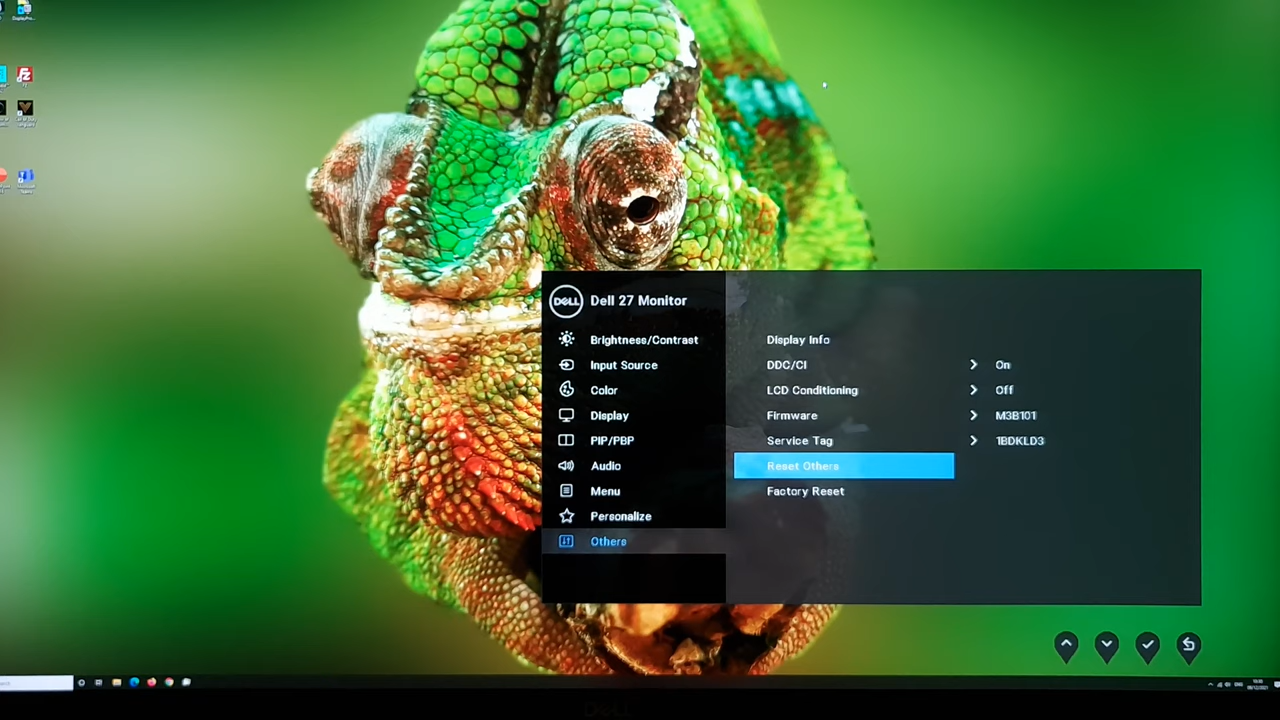 DELL Dell 27 Monitor
Brightness/Contrast
Input Source
Color
Display
PIP/PBP
Audio
Menu
Personalize
Others
Display Info
DDC/CI On
LCD Conditioning Off
Firmware M3B101
Service Tag 1BDKLD3
Reset Others
Factory Reset
DELL